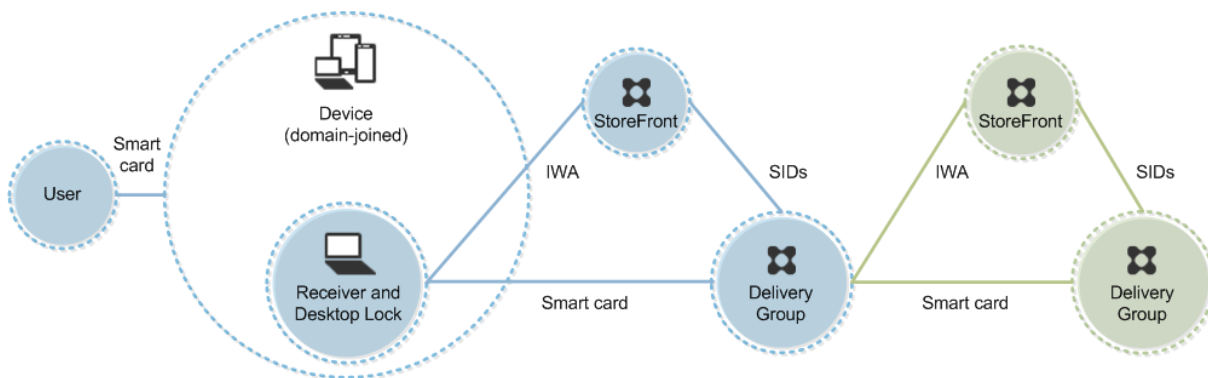 User
Smart
card
Device
(domain-joined)
Receiver and
Desktop Lock
IWA
StoreFront
SIDs
Smart card
Delivery
Group
IWA
StoreFront
SIDs
Smart card
Delivery
Group